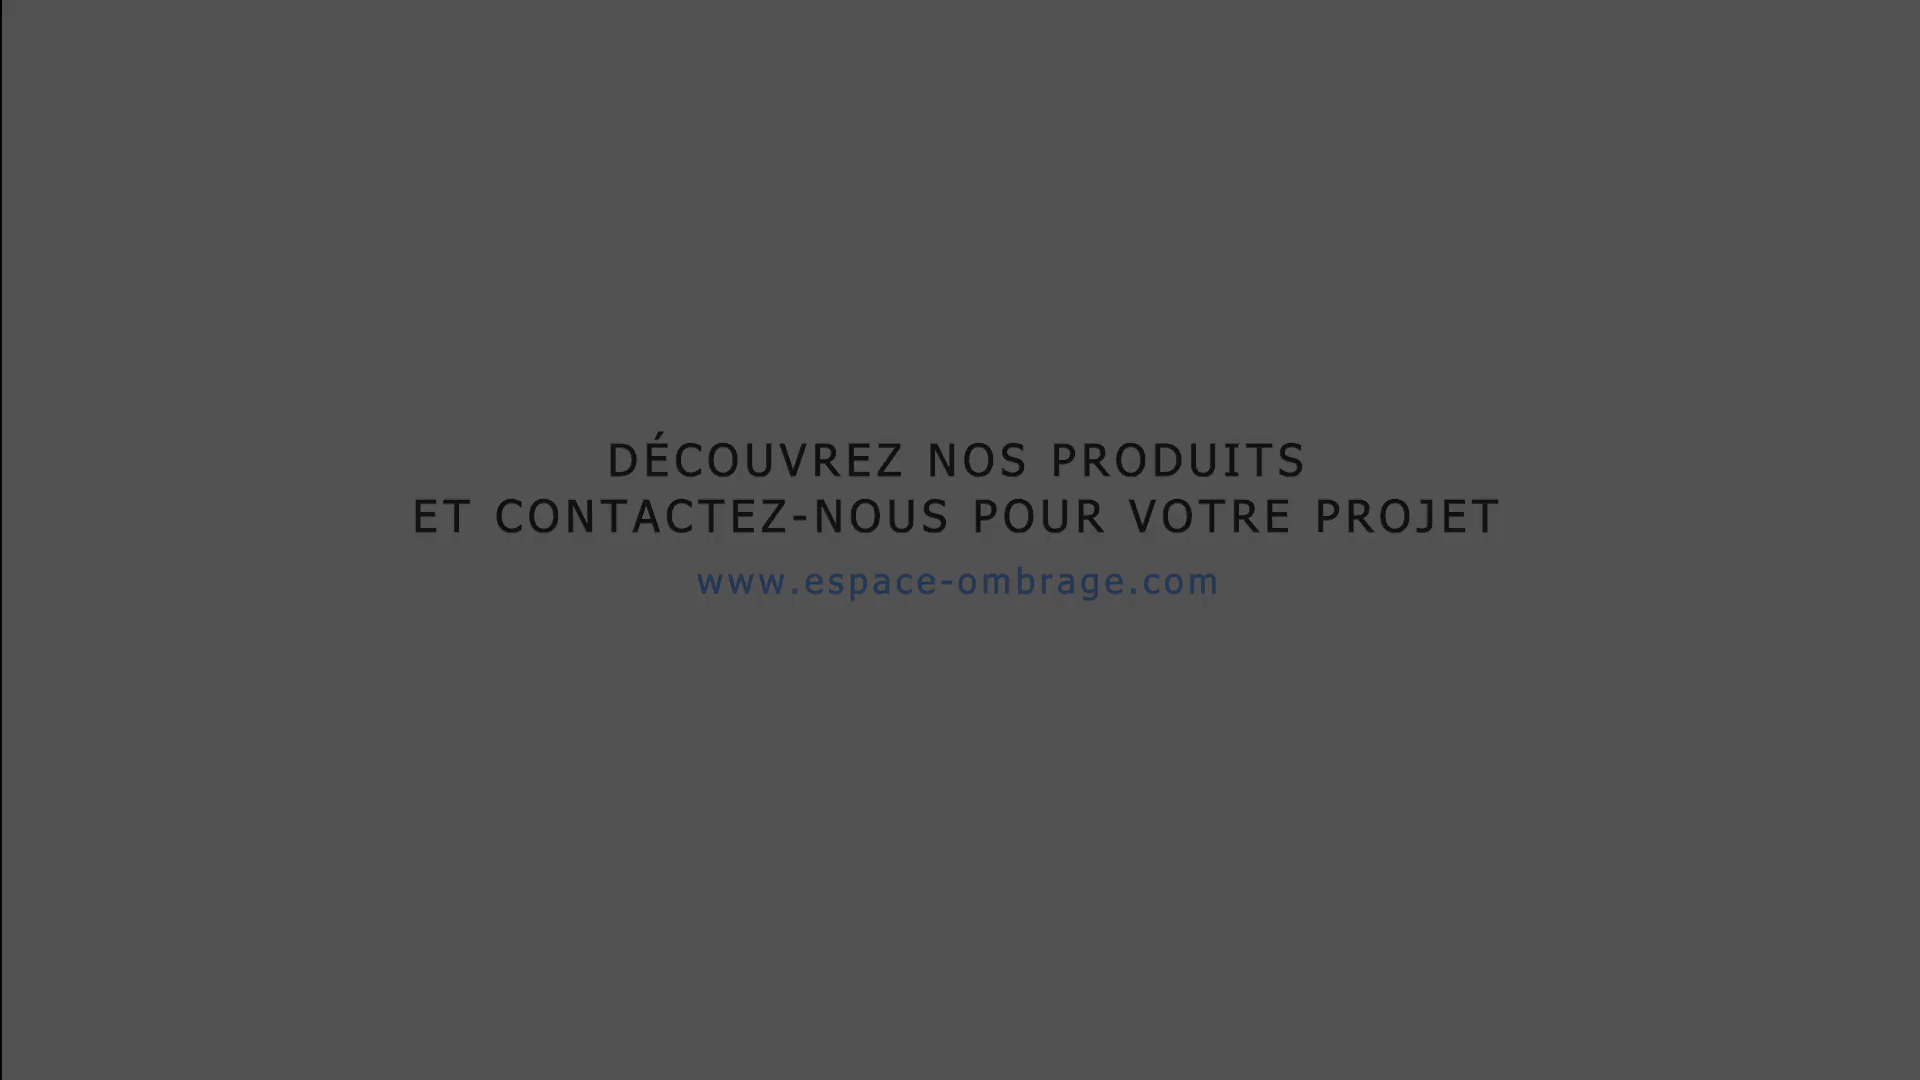 DÉCOUVREZ NOS PRODUITS
ET CONTACTEZ-NOUS POUR VOTRE PROJET
www.espace-ombrage.com